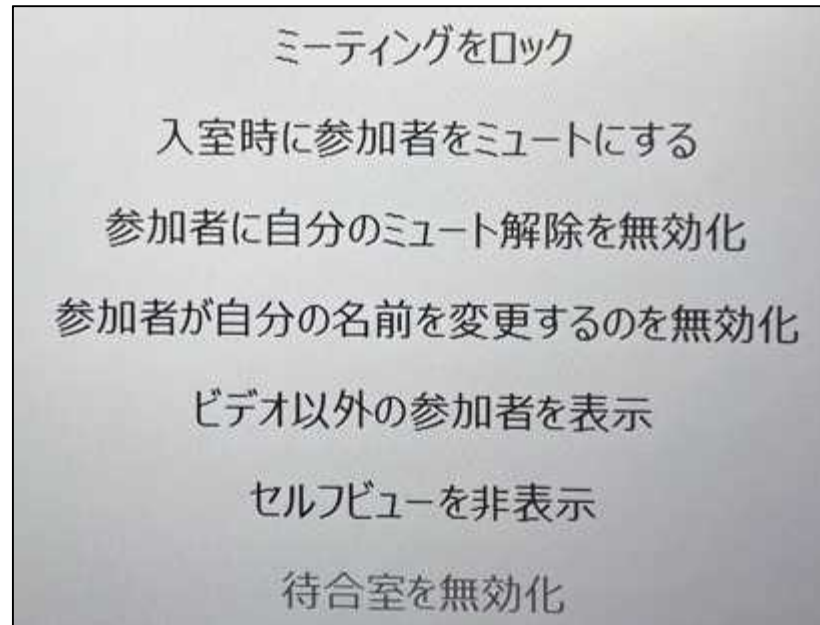 ミーティングをロック
入室時に参加者をミュートにする
参加者に自分のミュート解除を無効化
参加者が自分の名前を変更するのを無効化
ビデオ以外の参加者を表示
セルフビューを非表示
待合室を無効化